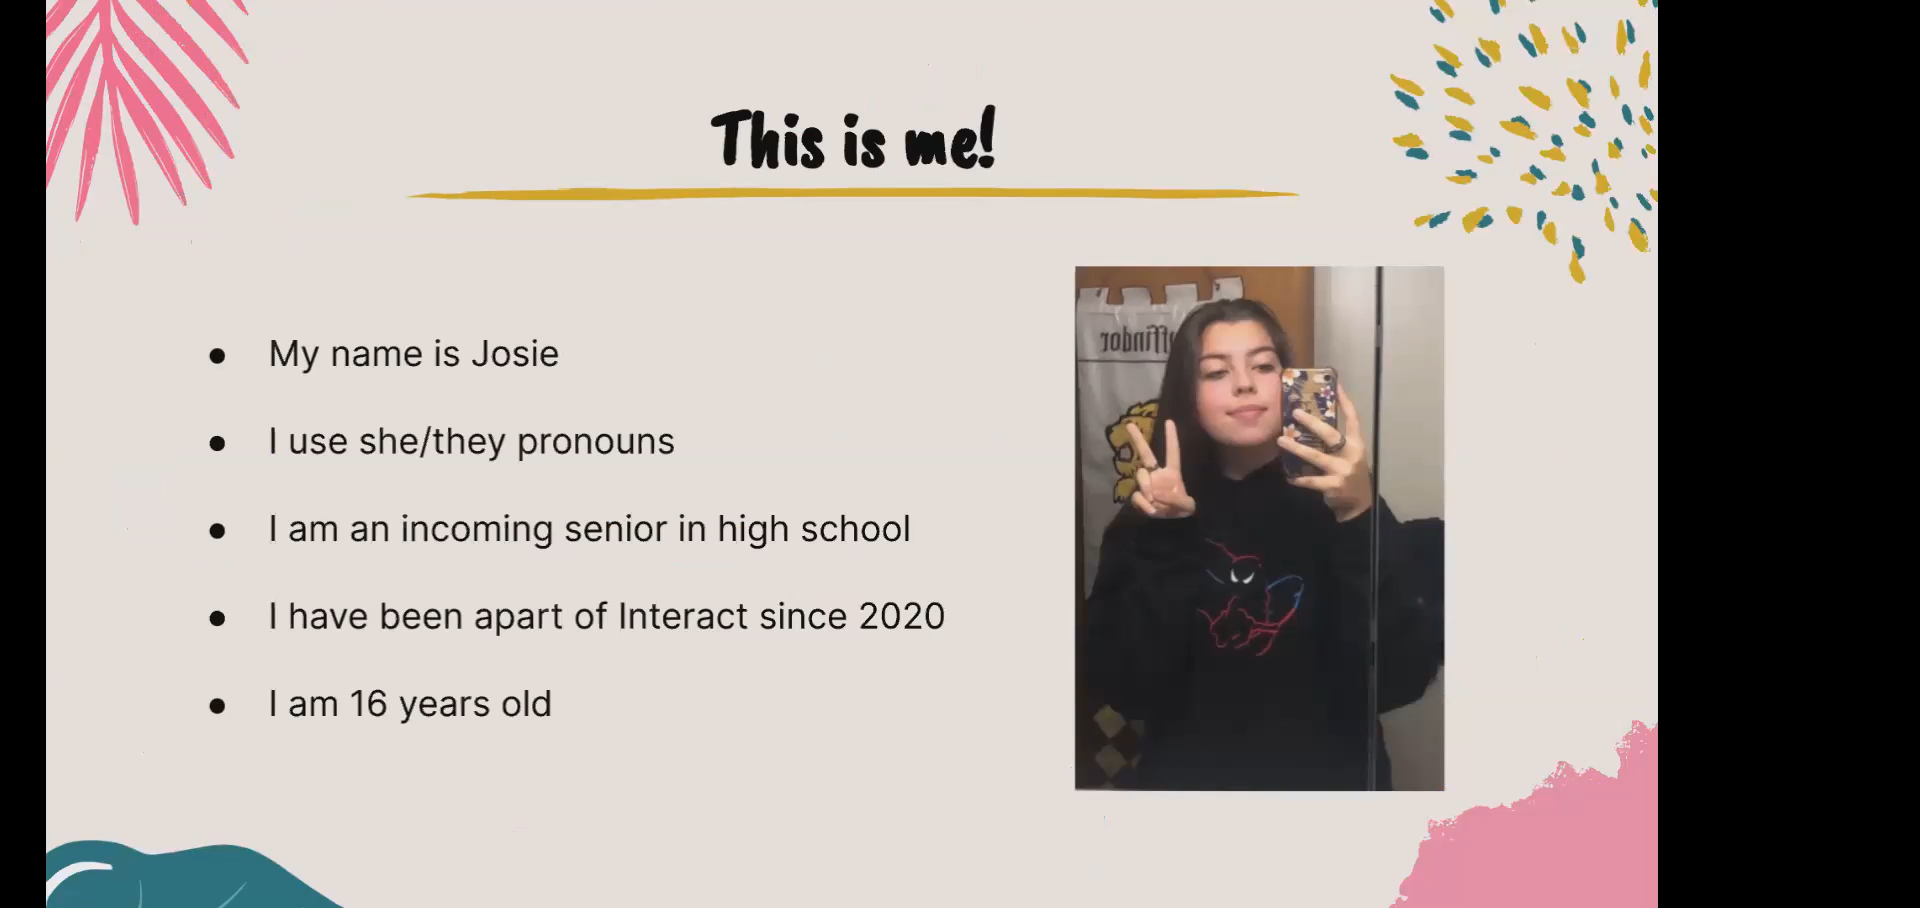 This is me!
My name is Josie
I use she/they pronouns
I am an incoming senior in high school
I have been apart of Interact since 2020
I am 16 years old
ffindor